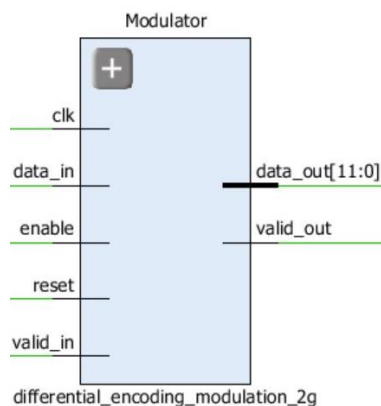 Modulator
clk
data_in
data_out[11:0]
enable
valid_out
reset
valid_in
differential_encoding_modulation_2g